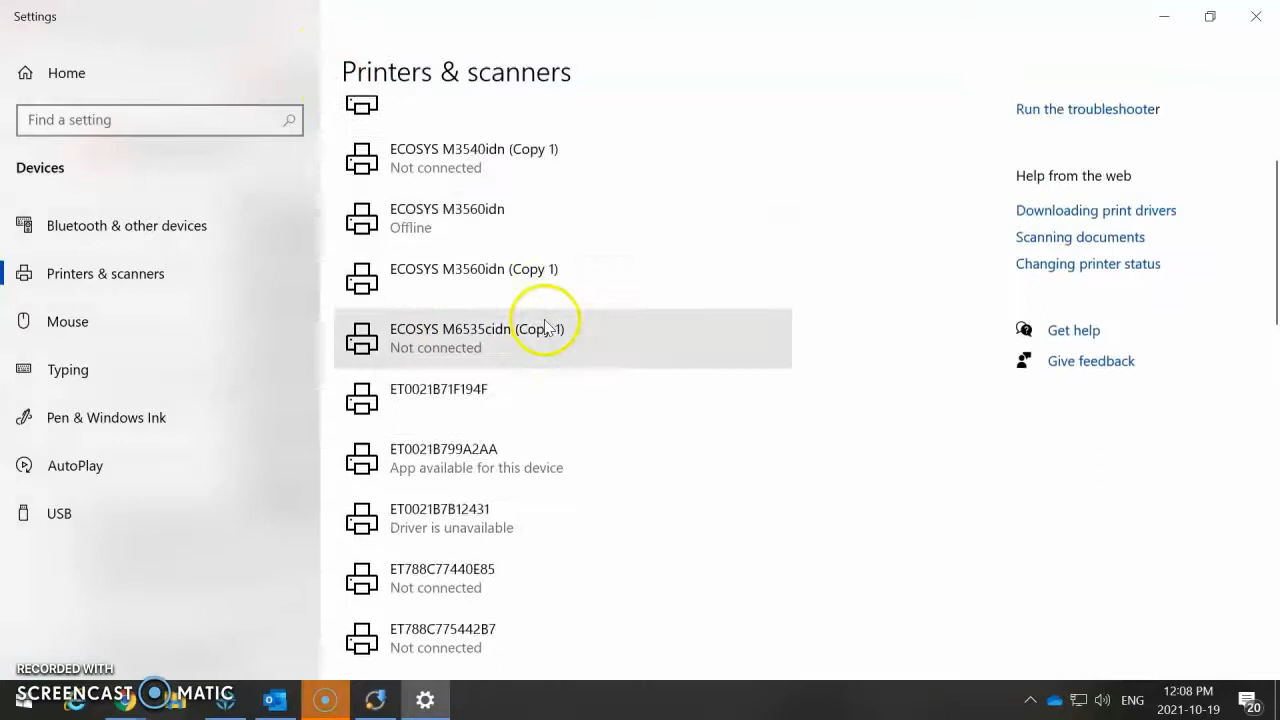 Settings
Home
Find a setting
Devices
Bluetooth & other devices
Printers & scanners
Mouse
Typing
Pen & Windows Ink
AutoPlay
USB
Printers & scanners
ECOSYS M3540idn (Copy 1)
Not connected
ECOSYS M3560idn
Offline
ECOSYS M3560idn (Copy 1)
ECOSYS M6535cidn (Copy 1)
Not connected
ET0021B71F194F
ET0021B799A2AA
App available for this device
ET0021B7B12431
Driver is unavailable
ET788C77440E85
Not connected
ET788C775442B7
Not connected
Run the troubleshooter
Help from the web
Downloading print drivers
Scanning documents
Changing printer status
Get help
Give feedback
RECORDED WITH
SCREENCAST MATIC
ENG
12:08 PM
2021-10-19
20